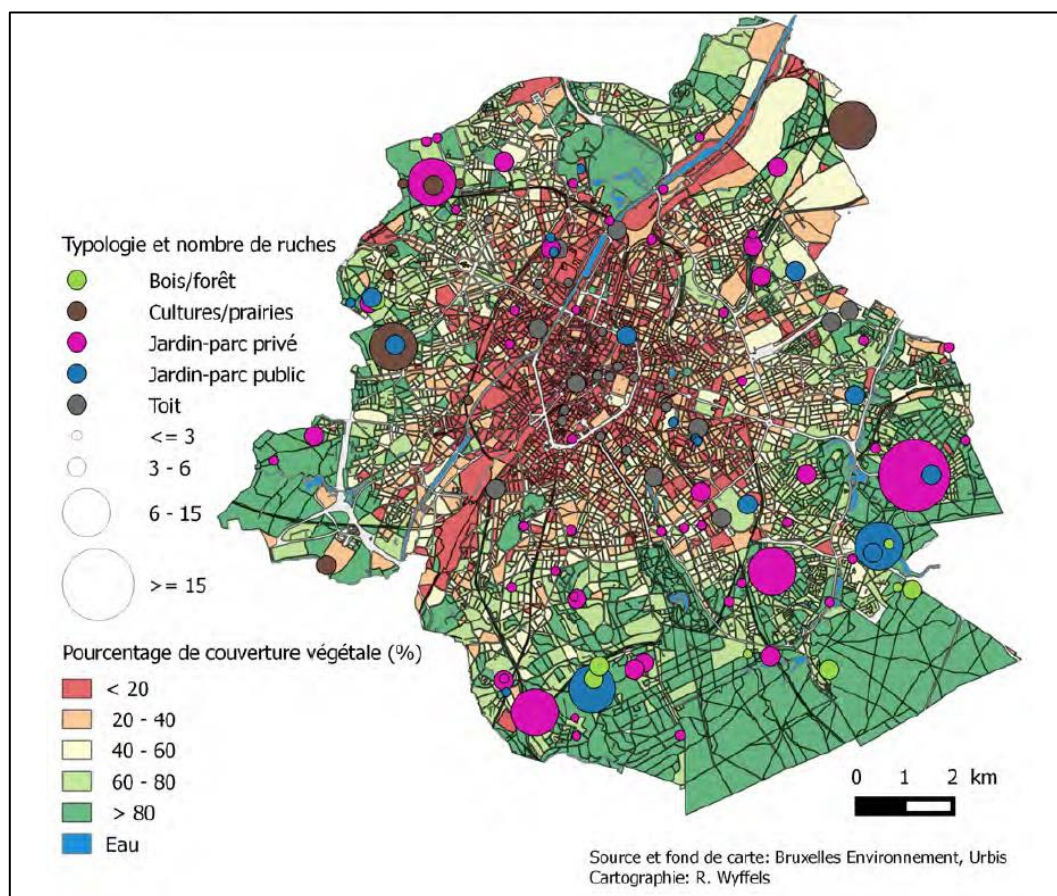 Typologie et nombre de ruches
Bois/forêt
Cultures/prairies
Jardin-parc privé
Jardin-parc public
Toit
<= 3
3 - 6
6 - 15
>= 15
Pourcentage de couverture végétale (%)
< 20
20 - 40
40 - 60
60 - 80
> 80
Eau
0 1 2 km
Source et fond de carte: Bruxelles Environnement, Urbis
Cartographie: R. Wyffels